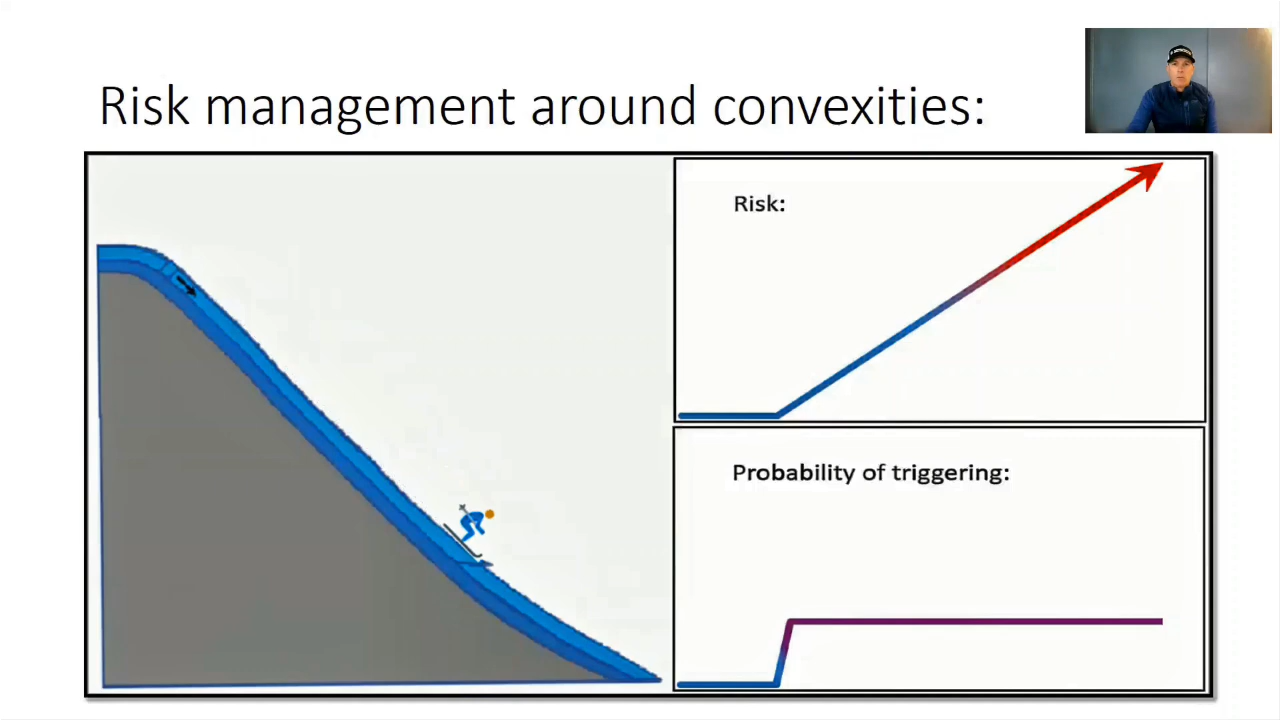 Risk management around convexities:
Risk:
Probability of triggering: